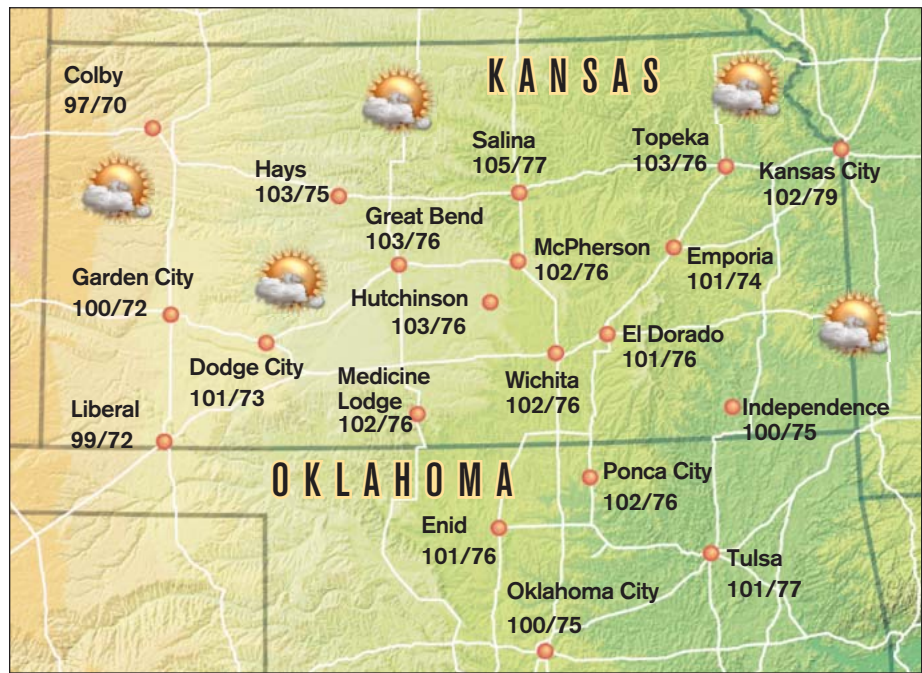 KANSAS
Colby
97/70
Salina
105/77
Topeka
103/76
Kansas City
102/79
Hays
103/75
Great Bend
103/76
McPherson
102/76
Emporia
101/74
Garden City
100/72
Hutchinson
103/76
El Dorado
101/76
Dodge City
101/73
Medicine
Lodge
102/76
Wichita
102/76
Liberal
99/72
Independence
100/75
OKLAHOMA
Ponca City
102/76
Enid
101/76
Tulsa
101/77
Oklahoma City
100/75